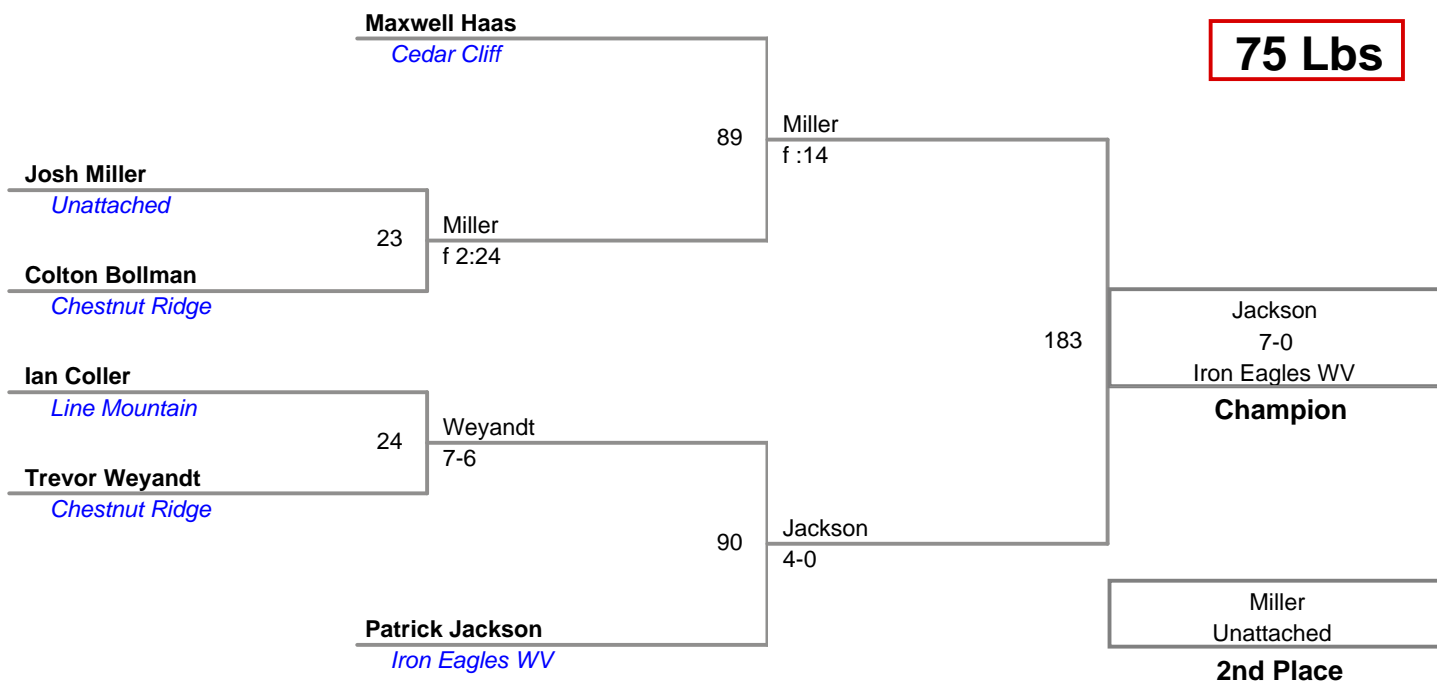 Maxwell Haas
Cedar Cliff
75 Lbs
89
Miller
f :14
Josh Miller
Unattached
23
Miller
f 2:24
Colton Bollman
Chestnut Ridge
183
Jackson
7-0
Iron Eagles WV
Champion
Ian Coller
Line Mountain
24
Weyandt
7-6
Trevor Weyandt
Chestnut Ridge
90
Jackson
4-0
Patrick Jackson
Iron Eagles WV
Miller
Unattached
2nd Place